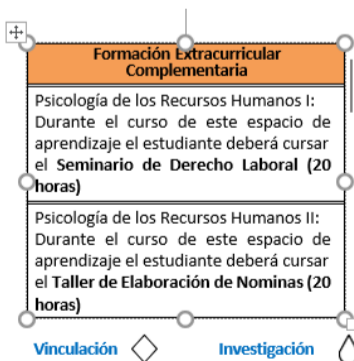 Formación Extracurricular
Complementaria
Psicología de los Recursos Humanos I:
Durante el curso de este espacio de
aprendizaje el estudiante deberá cursar
el Seminario de Derecho Laboral (20
horas)
Psicología de los Recursos Humanos II:
Durante el curso de este espacio de
aprendizaje el estudiante deberá cursar
el Taller de Elaboración de Nominas (20
horas)
Vinculación Investigación